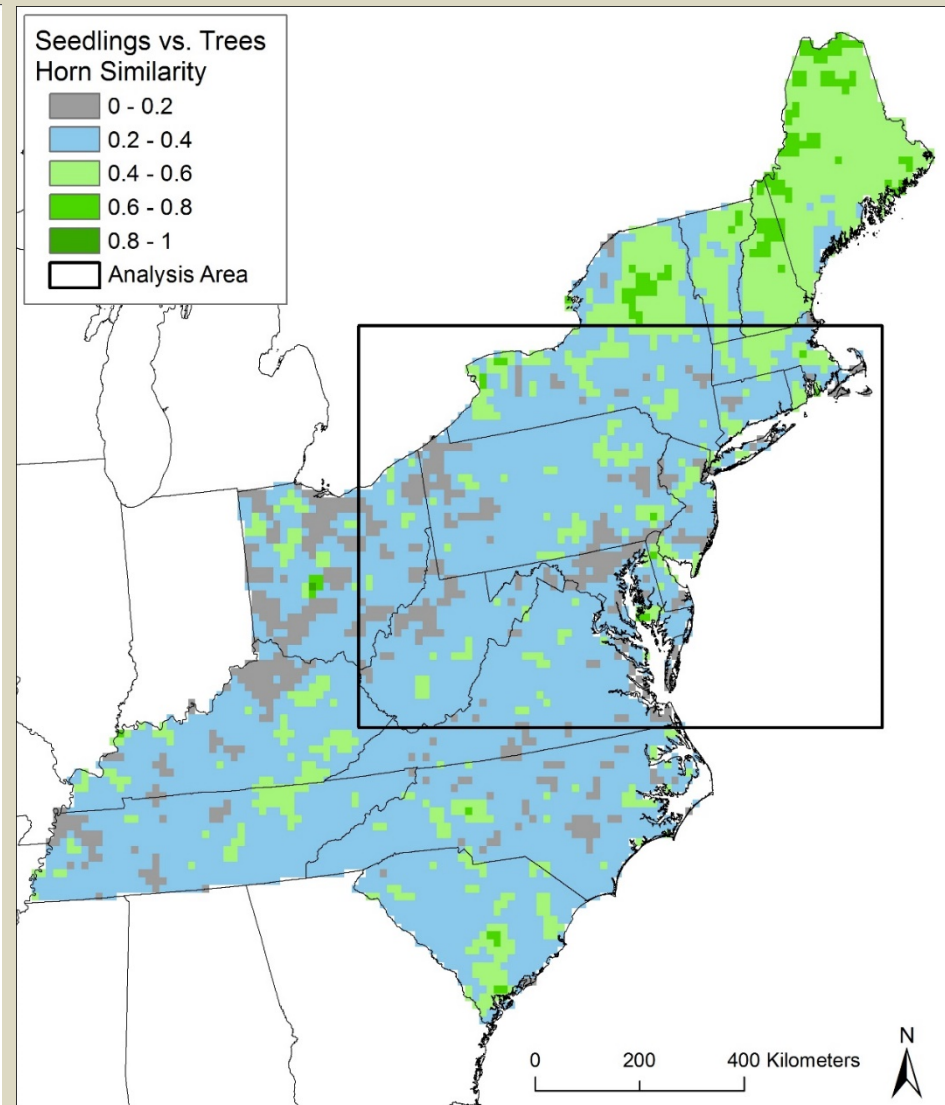 Seedlings vs. Trees
Horn Similarity
0 - 0.2
0.2 - 0.4
0.4 - 0.6
0.6 - 0.8
0.8 - 1
Analysis Area
N
0 200 400 Kilometers